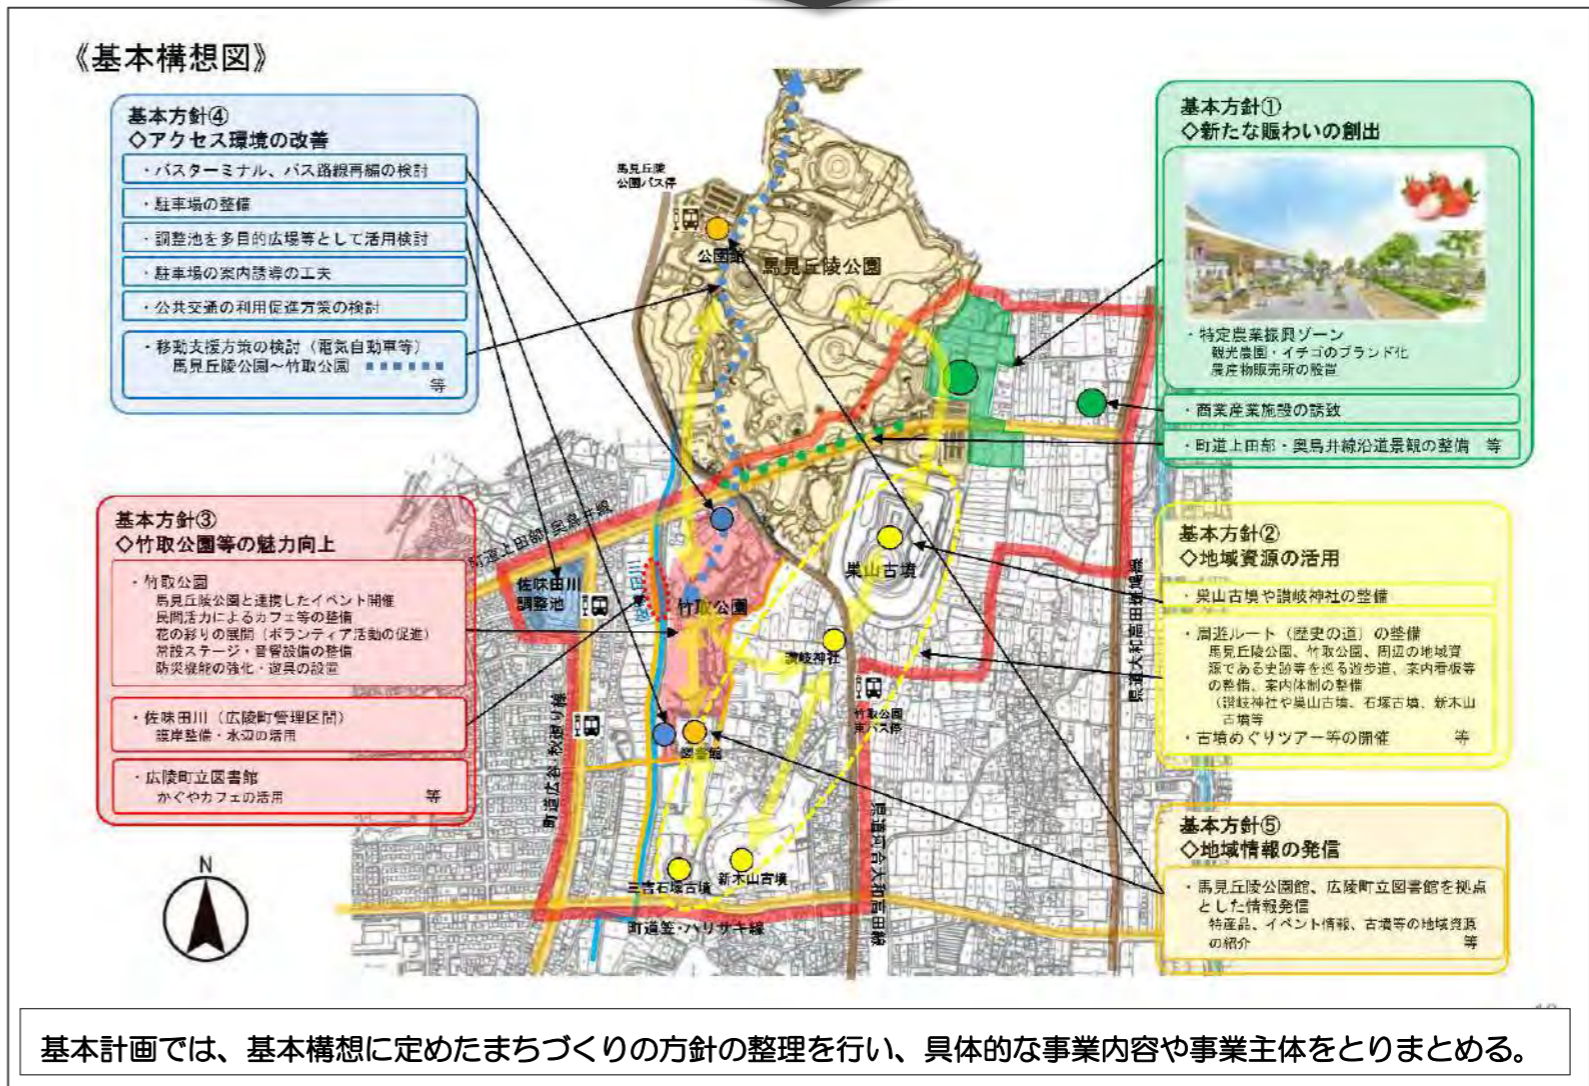 《基本構想図》
基本方針④
◇アクセス環境の改善
・バスターミナル、バス路線再編の検討
・駐車場の整備
・調整池を多目的広場等として活用検討
・駐車場の案内誘導の工夫
・公共交通の利用促進方策の検討
・移動支援方策の検討（電気自動車等）
馬見丘陵公園～竹取公園
等
基本方針③
◇竹取公園等の魅力向上
・竹取公園
馬見丘陵公園と連携したイベント開催
民間活力によるカフェ等の整備
花の彩りの展開（ボランティア活動の促進）
常設ステージ・音響設備の整備
防災機能の強化・遊具の設置
・佐味田川（広陵町管理区間）
護岸整備・水辺の活用
・広陵町立図書館
かぐやカフェの活用 等
N
馬見丘陵
公園バス停
公園館
馬見丘陵公園
町道上田部・奥鳥井線
佐味田川
調整池
佐味田川
竹取公園
巣山古墳
讃岐神社
竹取公園
東バス停
図書館
町道広谷・秋廻り線
三吉石塚古墳
新木山古墳
町道笠・ハリサキ線
県道河合大和高田線
県道大和高田斑鳩線
基本方針①
◇新たな賑わいの創出
・特定農業振興ゾーン
観光農園・イチゴのブランド化
農産物販売所の設置
・商業産業施設の誘致
・町道上田部・奥鳥井線沿道景観の整備 等
基本方針②
◇地域資源の活用
・巣山古墳や讃岐神社の整備
・周遊ルート（歴史の道）の整備
馬見丘陵公園、竹取公園、周辺の地域資
源である史跡等を巡る遊歩道、案内看板等
の整備、案内体制の整備
（讃岐神社や巣山古墳、石塚古墳、新木山
古墳等
・古墳めぐりツアー等の開催 等
基本方針⑤
◇地域情報の発信
・馬見丘陵公園館、広陵町立図書館を拠点
とした情報発信
特産品、イベント情報、古墳等の地域資源
の紹介 等
基本計画では、基本構想に定めたまちづくりの方針の整理を行い、具体的な事業内容や事業主体をとりまとめる。